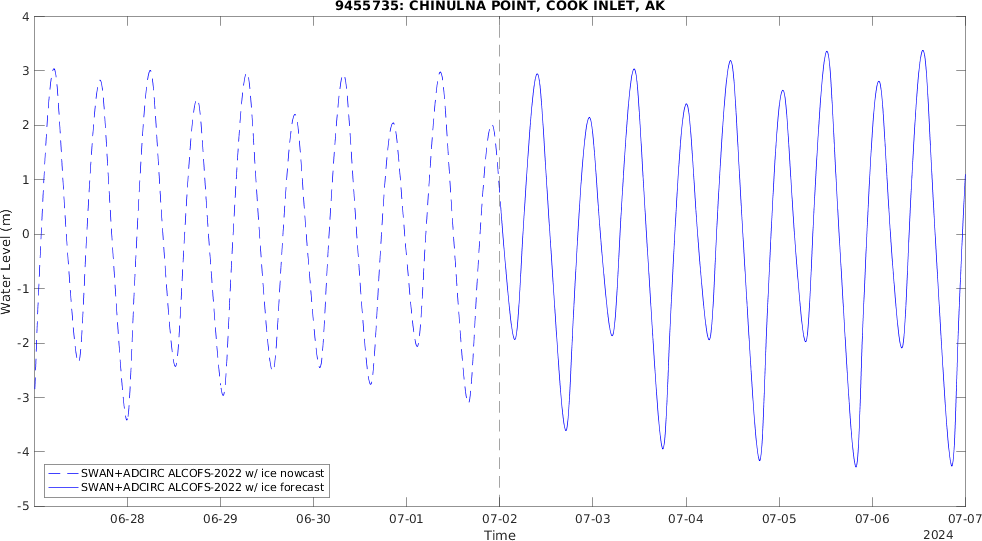 9455735: CHINULNA POINT, COOK INLET, AK
4
3
2
1
0
-1
-2
-3
-4
-5
Water Level (m)
SWAN+ADCIRC ALCOFS-2022 w/ ice nowcast
SWAN+ADCIRC ALCOFS-2022 w/ ice forecast
06-28 06-29 06-30 07-01 07-02 07-03 07-04 07-05 07-06 07-07
Time
2024